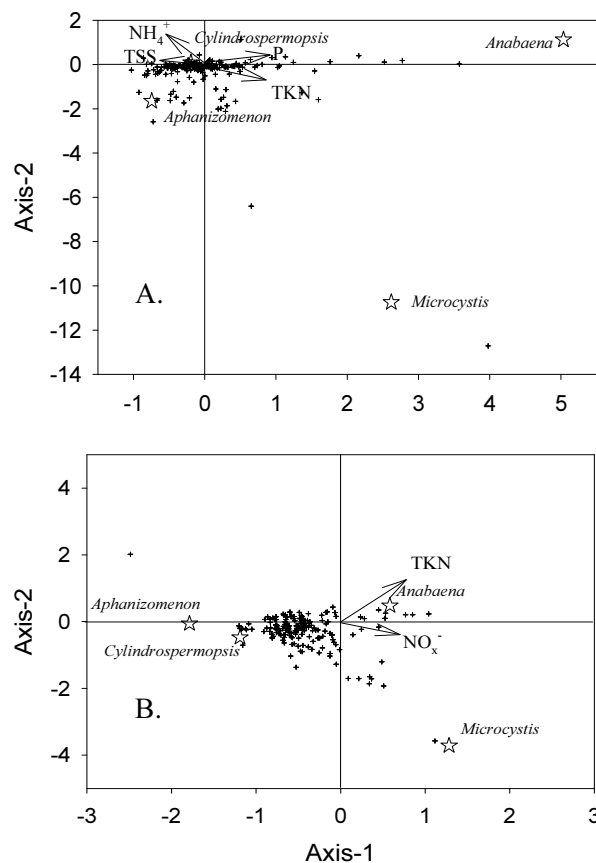 2
NH4+
Cylindrospermopsis
P
Anabaena
TSS
0
TKN
Aphanizomenon
-2
-4
Axis-2
-6
-8
-10
A.
Microcystis
-12
-14
-1 0 1 2 3 4 5
4
TKN
2
Anabaena
Aphanizomenon
0
Cylindrospermopsis
NOx-
Axis-2
-2
B.
Microcystis
-4
-3 -2 -1 0 1 2 3
Axis-1